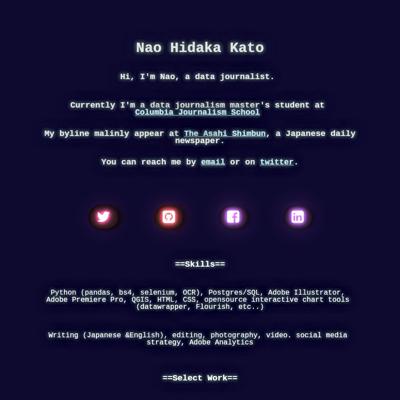 Nao Hidaka Kato
Hi, I'm Nao, a data journalist.
Currently I'm a data journalism master's student at
Columbia Journalism School
My byline malinly appear at The Asahi Shimbun, a Japanese daily
newspaper.
You can reach me by email or on twitter.
==Skills==
Python (pandas, bs4, selenium, OCR), Postgres/SQL, Adobe Illustrator,
Adobe Premiere Pro, QGIS, HTML, CSS, opensource interactive chart tools
(datawrapper, Flourish, etc..)
Writing (Japanese &English), editing, photography, video. social media
strategy, Adobe Analytics
==Select Work==